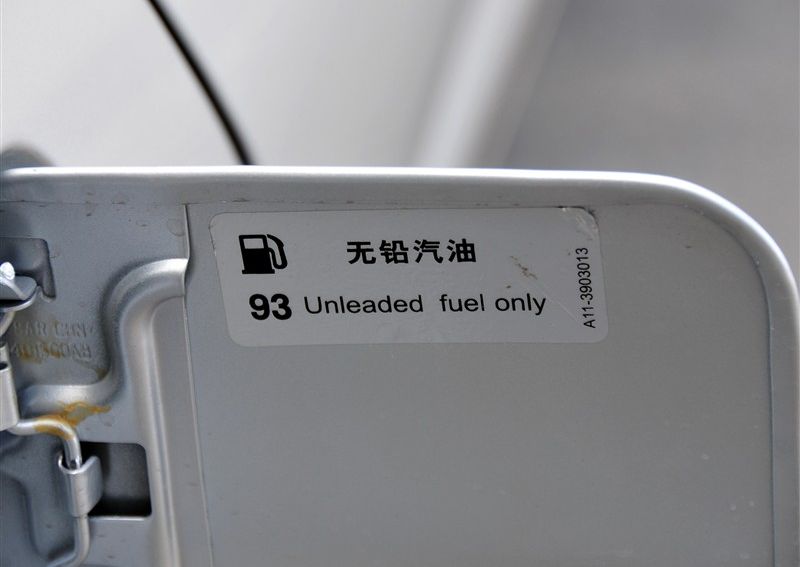 无铅汽油
93 Unleaded fuel only
A11-3903013